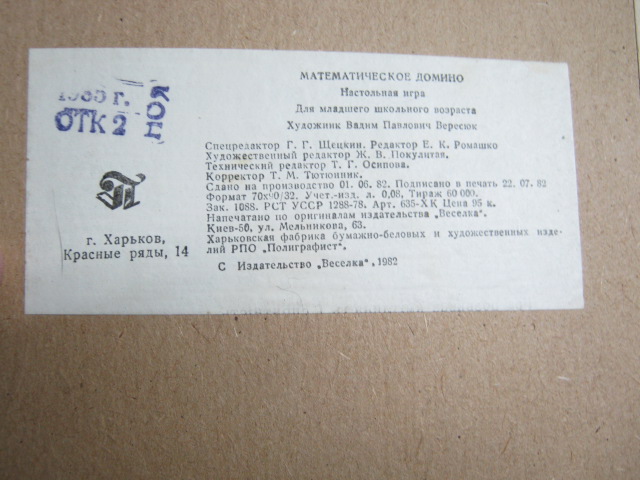 МАТЕМАТИЧЕСКОЕ ДОМИНО
Настольная игра
Для младшего школьного возраста
Художник Вадим Павлович Вересюк
Спецредактор Г. Г. Щецкин. Редактор Е. К. Ромашко
Художественный редактор Ж. В. Покулитая.
Технический редактор Т. Г. Осипова.
Корректор Т. М. Тютюнник.
Сдано на производство 01. 06. 82. Подписано в печать 22. 07. 82
Формат 70х90/32. Учет.-изд. л. 0,08. Тираж 60 000.
Зак. 1088. РСТ УССР 1288-78. Арт. 635-ХК Цена 95 к.
Напечатано по оригиналам издательства „Веселка".
Киев-50, ул. Мельникова, 63.
Харьковская фабрика бумажно-беловых и художественных изде-
лий РПО „Полиграфист".
С Издательство „Веселка", 1982
г.
ОТК 2
г. Харьков,
Красные ряды, 14